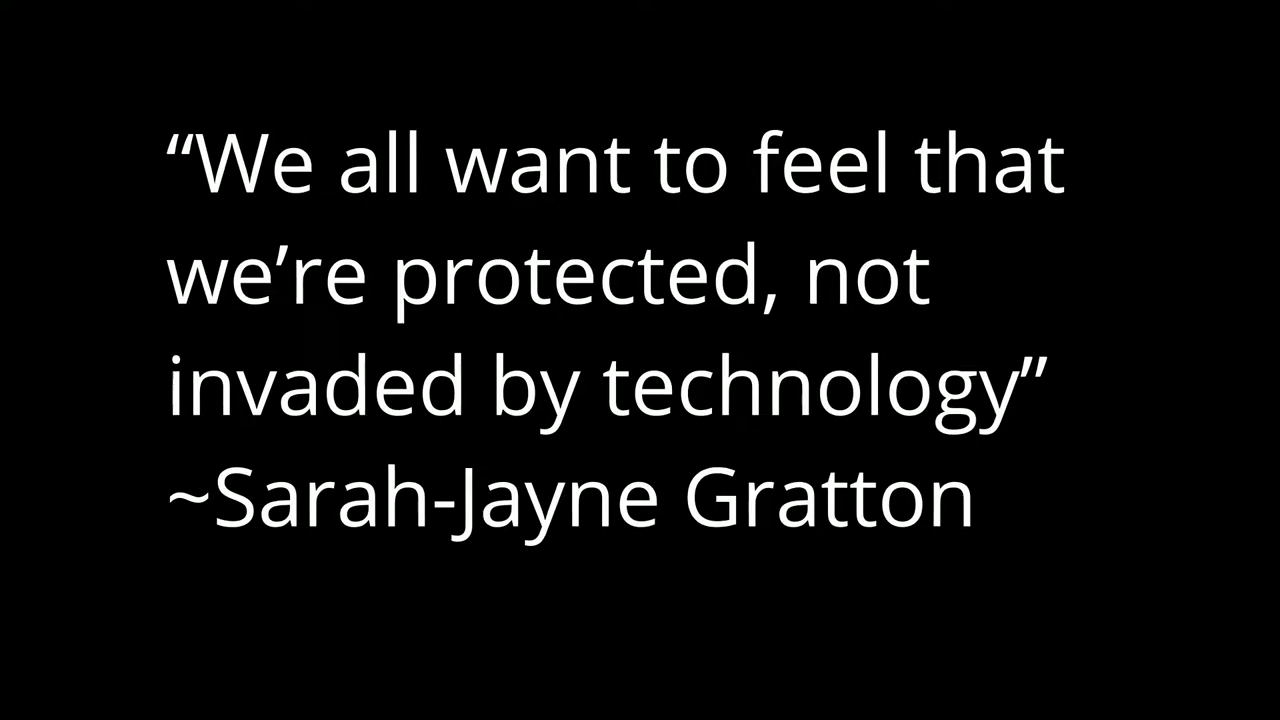 “We all want to feel that
we’re protected, not
invaded by technology”
~Sarah-Jayne Gratton